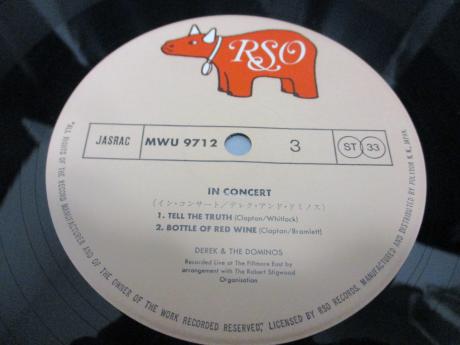 RSO
JASRAC MWU 9712 3 ST 33
IN CONCERT
(イン・コンサート/デレク・アンド・ドミノス)
1. TELL THE TRUTH (Clapton/Whitlock)
2. BOTTLE OF RED WINE (Clapton/Bramlett)
DEREK & THE DOMINOS
Recorded Live at The Fillmore East by
arrangement with The Robert Stigwood
Organisation
"ALL RIGHTS OF THE RECORD MANUFACTURER AND OF THE OWNER OF THE WORK RECORDED RESERVED", LICENSED BY RSO RECORDS. MANUFACTURED AND DISTRIBUTED BY POLYDOR K. K., JAPAN